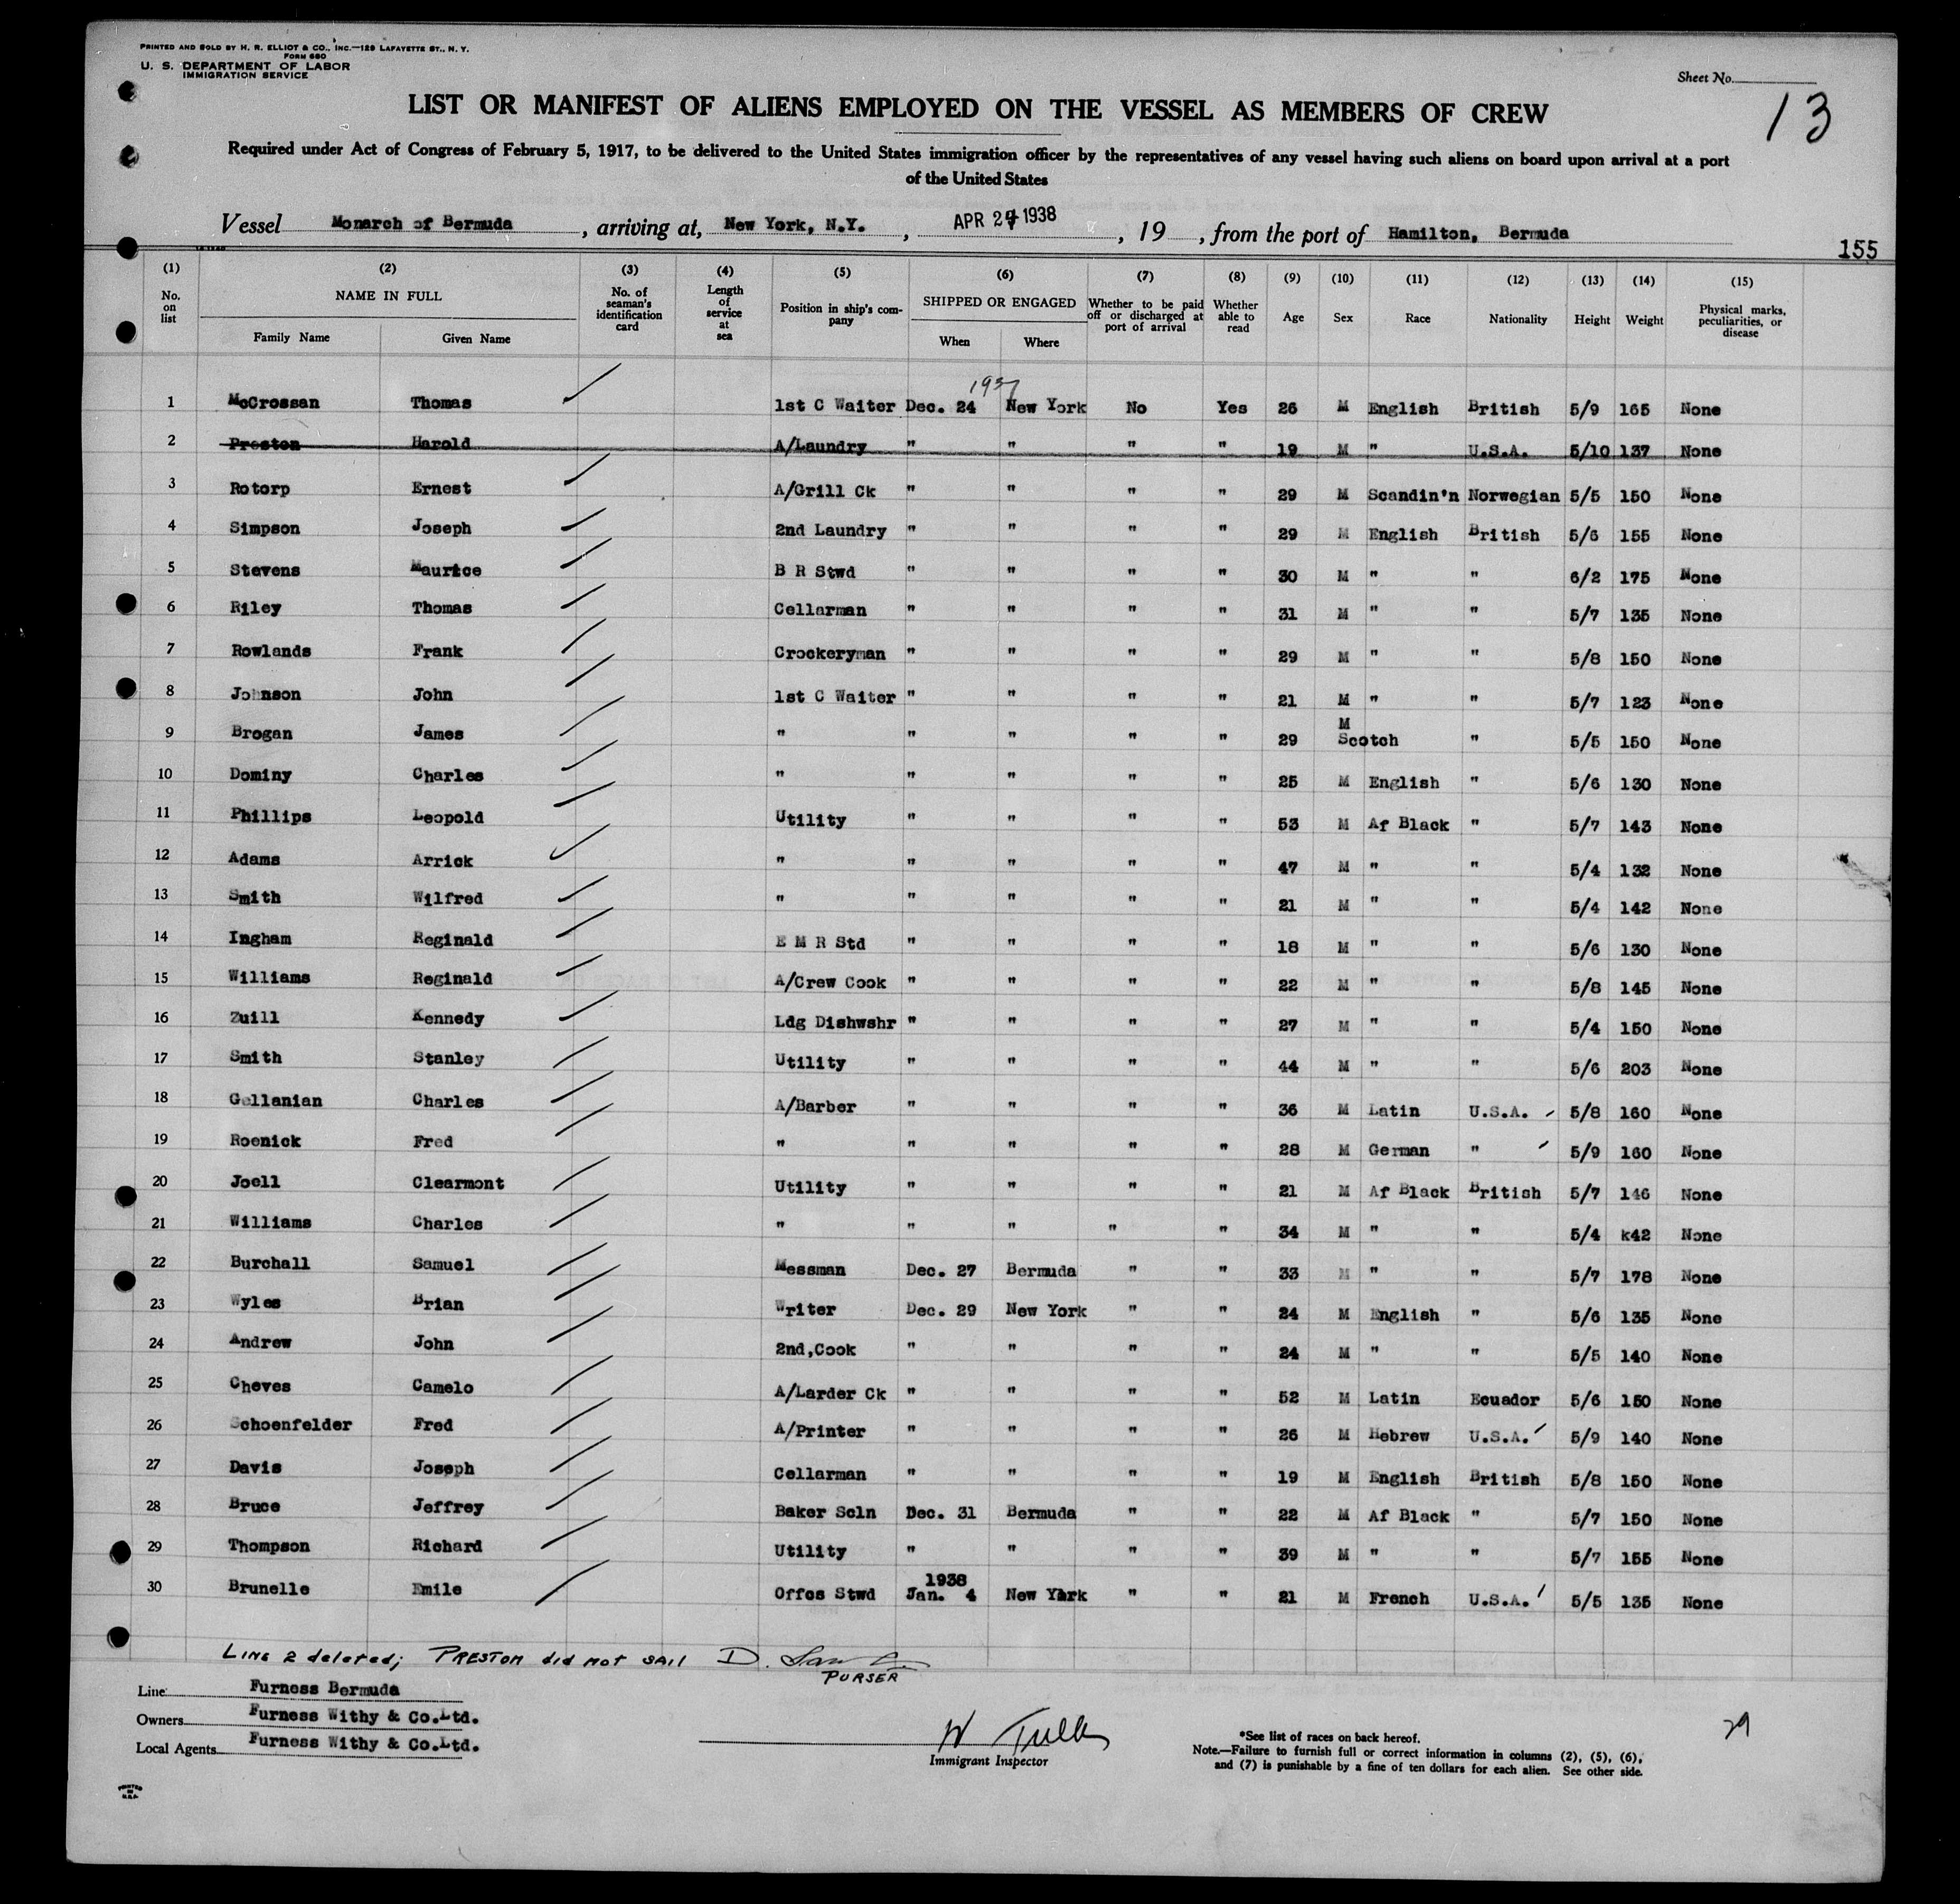 PRINTED AND SOLD BY H. R. ELLIOT & CO., INC.—129 LAFAYETTE ST., N. Y.
FORM 680
U. S. DEPARTMENT OF LABOR
IMMIGRATION SERVICE
Sheet No.
13
LIST OR MANIFEST OF ALIENS EMPLOYED ON THE VESSEL AS MEMBERS OF CREW
Required under Act of Congress of February 5, 1917, to be delivered to the United States immigration officer by the representatives of any vessel having such aliens on board upon arrival at a port
of the United States
Vessel Monarch of Bermuda , arriving at, New York, N.Y. , APR 27 1938 , 19 , from the port of Hamilton, Bermuda
155
(1) No. on list (2) NAME IN FULL Family Name Given Name (3) No. of seaman's identification card (4) Length of service at sea (5) Position in ship's company (6) SHIPPED OR ENGAGED When Where (7) Whether to be paid off or discharged at port of arrival (8) Whether able to read (9) Age (10) Sex (11) Race (12) Nationality (13) Height (14) Weight (15) Physical marks, peculiarities, or disease
1937
1 McCrossan Thomas 1st C Waiter Dec. 24 New York No Yes 26 M English British 5/9 165 None
2 Preston Harold A/Laundry " " " " 19 M " U.S.A. 5/10 137 None
3 Rotorp Ernest A/Grill Ck " " " " 29 M Scandin'n Norwegian 5/5 150 None
4 Simpson Joseph 2nd Laundry " " " " 29 M English British 5/6 155 None
5 Stevens Maurice B R Stwd " " " " 30 M " " 6/2 175 None
6 Riley Thomas Cellarman " " " " 31 M " " 5/7 135 None
7 Rowlands Frank Crockeryman " " " " 29 M " " 5/8 150 None
8 Johnson John 1st C Waiter " " " " 21 M " " 5/7 123 None
9 Brogan James " " " " " 29 M Scotch " 5/5 150 None
10 Dominy Charles " " " " " 25 M English " 5/6 130 None
11 Phillips Leopold Utility " " " " 53 M Af Black " 5/7 143 None
12 Adams Arrick " " " " " 47 M " " 5/4 132 None
13 Smith Wilfred " " " " " 21 M " " 5/4 142 None
14 Ingham Reginald E M R Std " " " " 18 M " " 5/6 130 None
15 Williams Reginald A/Crew Cook " " " " 22 M " " 5/8 145 None
16 Zuill Kennedy Ldg Dishwshr " " " " 27 M " " 5/4 150 None
17 Smith Stanley Utility " " " " 44 M " " 5/6 203 None
18 Gellanian Charles A/Barber " " " " 36 M Latin U.S.A. 5/8 160 None
19 Roenick Fred " " " " " 28 M German " 5/9 160 None
20 Joell Clearmont Utility " " " " 21 M Af Black British 5/7 146 None
21 Williams Charles " " " " " 34 M " " 5/4 k42 None
22 Burchall Samuel Messman Dec. 27 Bermuda " " 33 M " " 5/7 178 None
23 Wyles Brian Writer Dec. 29 New York " " 24 M English " 5/6 135 None
24 Andrew John 2nd,Cook " " " " 24 M " " 5/5 140 None
25 Cheves Camelo A/Larder Ck " " " " 52 M Latin Ecuador 5/6 150 None
26 Schoenfelder Fred A/Printer " " " " 26 M Hebrew U.S.A. 5/9 140 None
27 Davis Joseph Cellarman " " " " 19 M English British 5/8 150 None
28 Bruce Jeffrey Baker Scln Dec. 31 Bermuda " " 22 M Af Black " 5/7 150 None
29 Thompson Richard Utility " " " " 39 M " " 5/7 155 None
1938
30 Brunelle Emile Offcs Stwd Jan. 4 New York " " 21 M French U.S.A. 5/5 135 None
LINE 2 deleted; PRESTON did not SAIL D.
PURSER
Line Furness Bermuda
Owners Furness Withy & Co.Ltd.
Local Agents Furness Withy & Co.Ltd.
W
Immigrant Inspector
*See list of races on back hereof.
Note.—Failure to furnish full or correct information in columns (2), (5), (6),
and (7) is punishable by a fine of ten dollars for each alien. See other side.
29
PRINTED
IN
U.S.A.